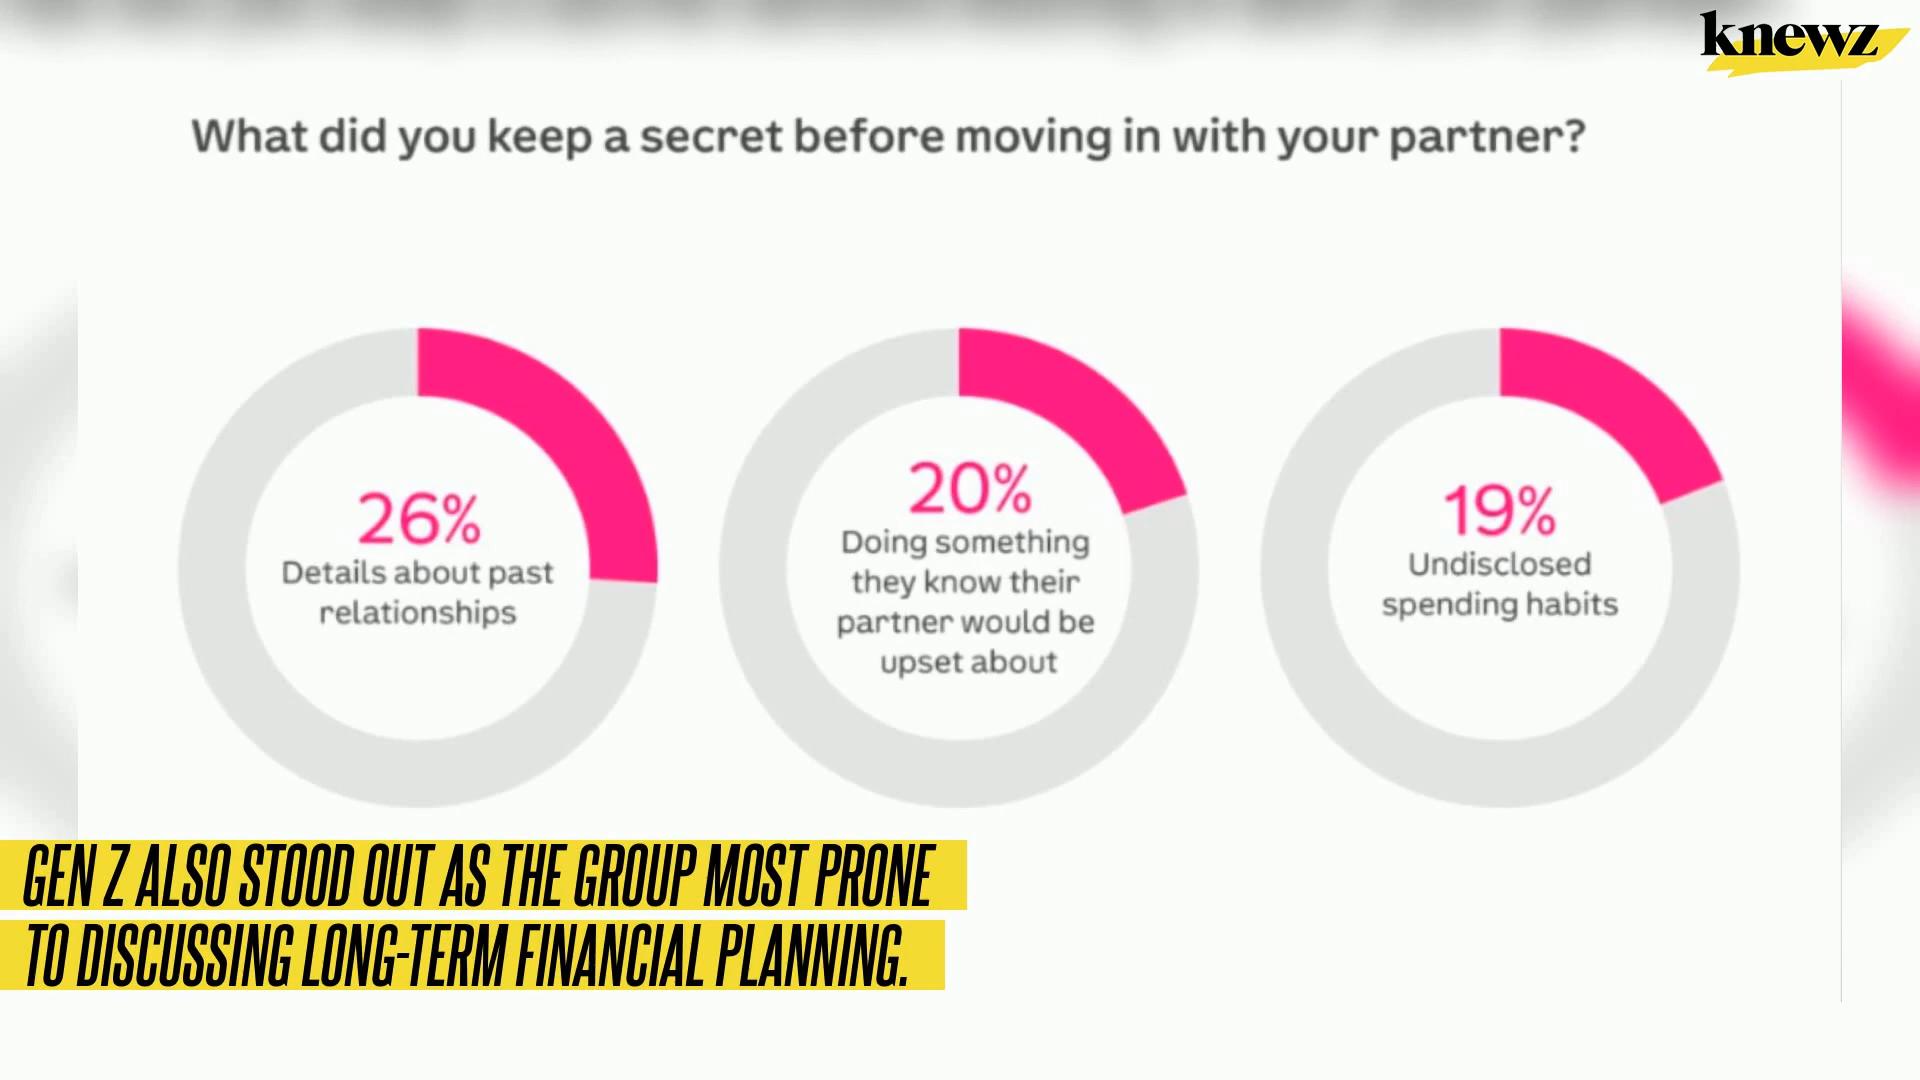 knewz
What did you keep a secret before moving in with your partner?
26%
Details about past
relationships
20%
Doing something
they know their
partner would be
upset about
19%
Undisclosed
spending habits
GEN Z ALSO STOOD OUT AS THE GROUP MOST PRONE
TO DISCUSSING LONG-TERM FINANCIAL PLANNING.